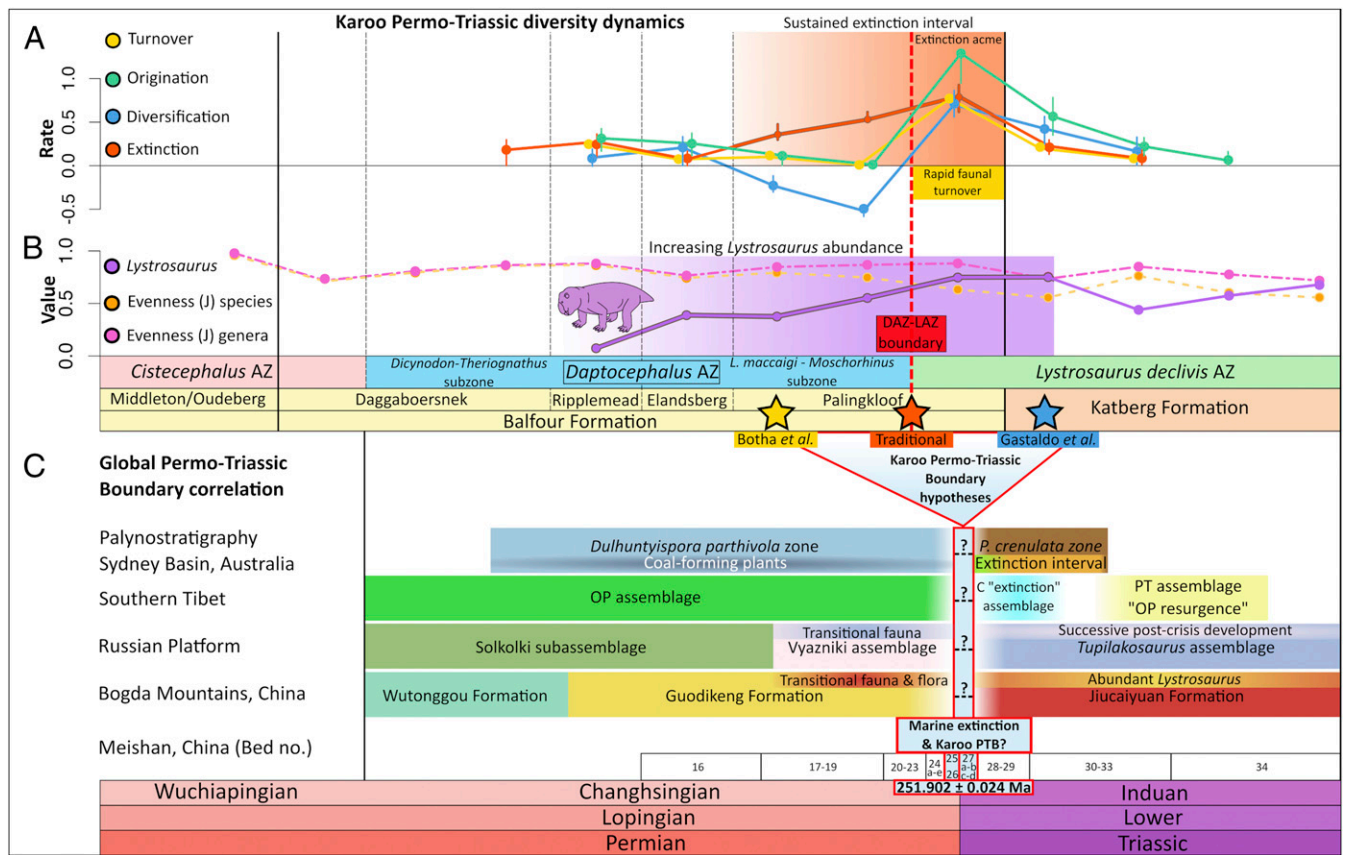 A
Karoo Permo-Triassic diversity dynamics
Sustained extinction interval
Extinction acme
Turnover
Origination
Diversification
Extinction
Rate
1.0
0.5
0.0
-0.5
Rapid faunal
turnover
B
Increasing Lystrosaurus abundance
Lystrosaurus
Evenness (J) species
Evenness (J) genera
Value
1.0
0.5
0.0
DAZ-LAZ
boundary
Cistecephalus AZ
Dicynodon-Theriognathus
subzone
Daptocephalus AZ
L. maccaigi - Moschorhinus
subzone
Lystrosaurus declivis AZ
Middleton/Oudeberg
Daggaboersnek
Ripplemead
Elandsberg
Palingkloof
Katberg Formation
Balfour Formation
Botha et al.
Traditional
Gastaldo et al.
C
Global Permo-Triassic
Boundary correlation
Karoo Permo-Triassic
Boundary
hypotheses
Palynostratigraphy
Sydney Basin, Australia
Dulhuntyispora parthivola zone
Coal-forming plants
?
P. crenulata zone
Extinction interval
Southern Tibet
OP assemblage
?
C "extinction"
assemblage
PT assemblage
"OP resurgence"
Russian Platform
Solkolki subassemblage
Transitional fauna
Vyazniki assemblage
?
Successive post-crisis development
Tupilakosaurus assemblage
Bogda Mountains, China
Wutonggou Formation
Transitional fauna & flora
Guodikeng Formation
?
Abundant Lystrosaurus
Jiucaiyuan Formation
Meishan, China (Bed no.)
Marine extinction
& Karoo PTB?
16
17-19
20-23
24
a-e
25
26
27
a-b
c-d
28-29
30-33
34
251.902 ± 0.024 Ma
Wuchiapingian
Changhsingian
Induan
Lopingian
Lower
Permian
Triassic